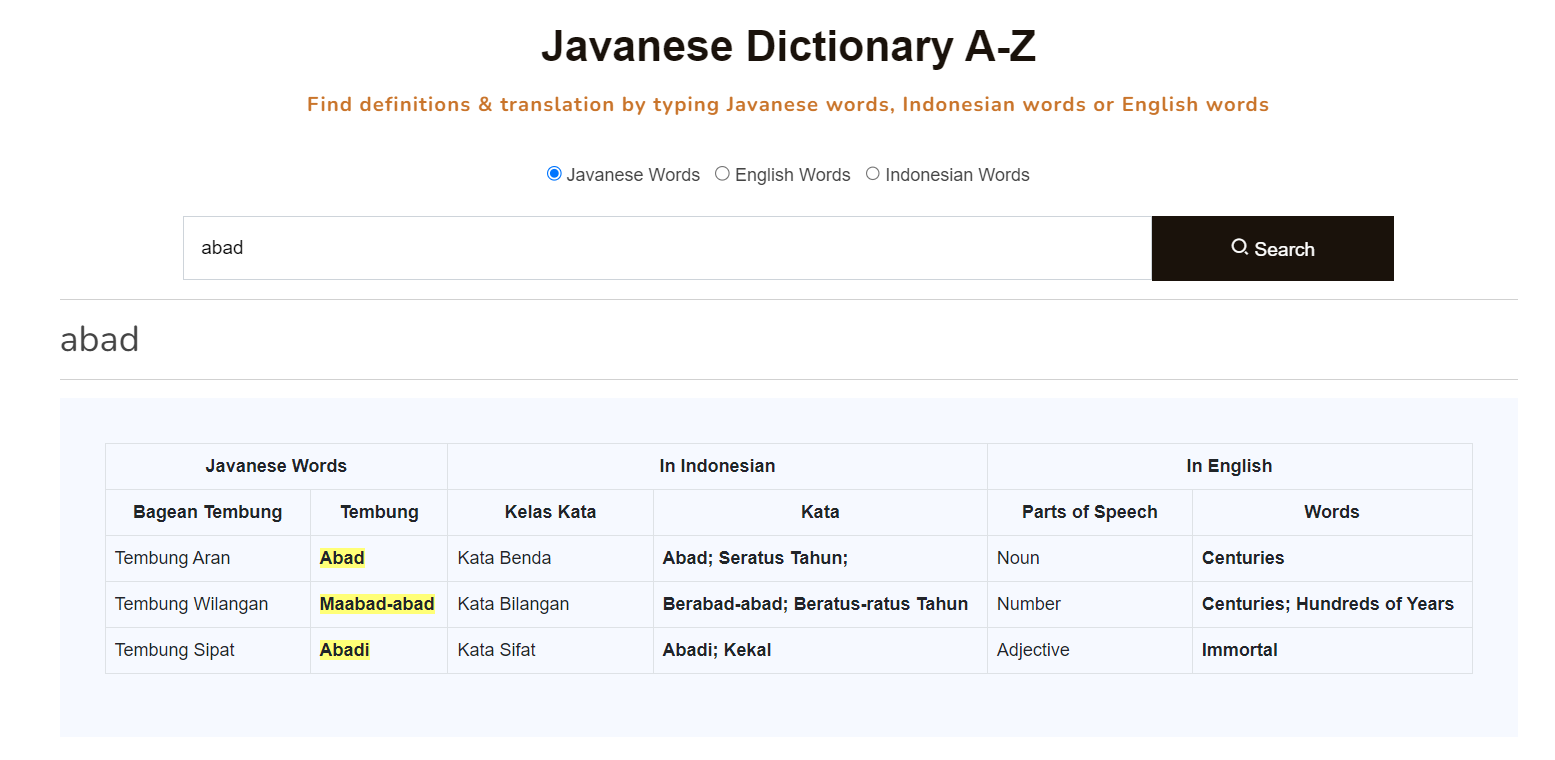 Javanese Dictionary A-Z
Find definitions & translation by typing Javanese words, Indonesian words or English words
Javanese Words English Words Indonesian Words
abad Search
abad
Javanese Words In Indonesian In English
Bagean Tembung Tembung Kelas Kata Kata Parts of Speech Words
Tembung Aran Abad Kata Benda Abad; Seratus Tahun; Noun Centuries
Tembung Wilangan Maabad-abad Kata Bilangan Berabad-abad; Beratus-ratus Tahun Number Centuries; Hundreds of Years
Tembung Sipat Abadi Kata Sifat Abadi; Kekal Adjective Immortal